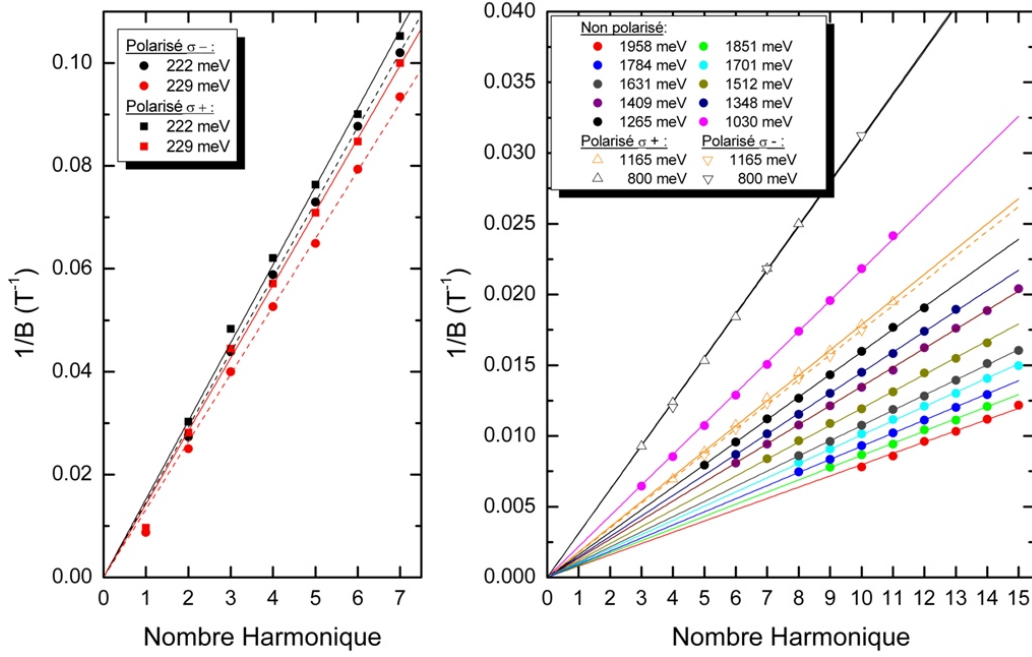 Polarisé σ− :
222 meV
229 meV
Polarisé σ + :
222 meV
229 meV
0.10
0.08
0.06
0.04
0.02
0.00
1/B (T⁻¹)
0 1 2 3 4 5 6 7
Nombre Harmonique
Non polarisé:
1958 meV 1851 meV
1784 meV 1701 meV
1631 meV 1512 meV
1409 meV 1348 meV
1265 meV 1030 meV
Polarisé σ + : Polarisé σ - :
1165 meV 1165 meV
800 meV 800 meV
0.040
0.035
0.030
0.025
0.020
0.015
0.010
0.005
0.000
1/B (T⁻¹)
0 1 2 3 4 5 6 7 8 9 10 11 12 13 14 15
Nombre Harmonique